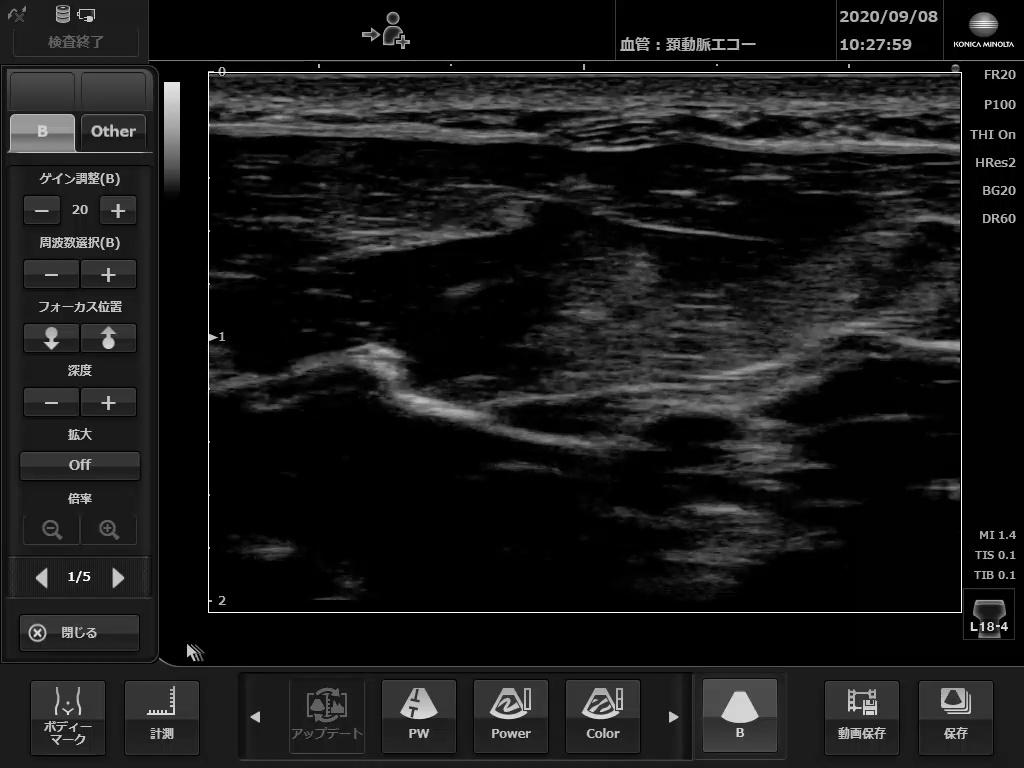 検査終了
血管：頚動脈エコー
2020/09/08
10:27:59
KONICA MINOLTA
B
Other
ゲイン調整(B)
20
周波数選択(B)
フォーカス位置
深度
拡大
Off
倍率
1/5
閉じる
0
1
2
FR20
P100
THI On
HRes2
BG20
DR60
MI 1.4
TIS 0.1
TIB 0.1
L18-4
ボディー
マーク
計測
アップデート
PW
Power
Color
B
動画保存
保存